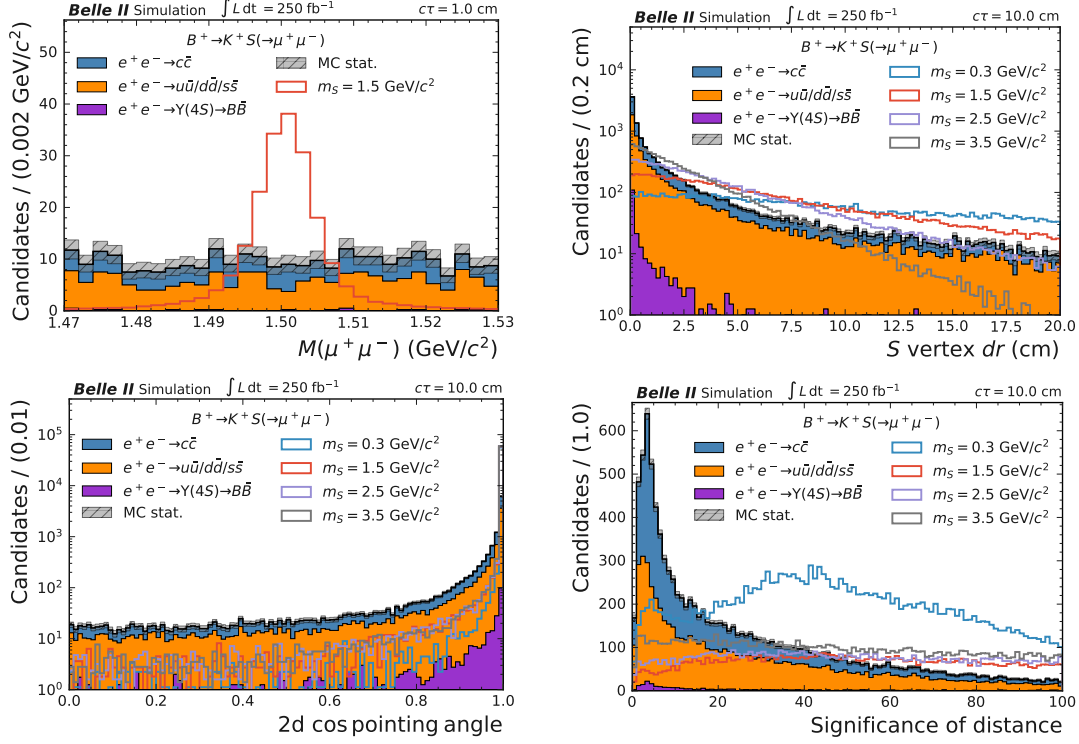 Belle II Simulation ∫ L dt = 250 fb⁻¹ cτ = 1.0 cm
B⁺→K⁺S(→μ⁺μ⁻)
e⁺e⁻→cc̄
e⁺e⁻→uū/dd̄/ss̄
e⁺e⁻→Υ(4S)→BB̄
MC stat.
m_S = 1.5 GeV/c²
Candidates / (0.002 GeV/c²)
50
40
30
20
10
0
1.47 1.48 1.49 1.50 1.51 1.52 1.53
M(μ⁺μ⁻) (GeV/c²)
Belle II Simulation ∫ L dt = 250 fb⁻¹ cτ = 10.0 cm
B⁺→K⁺S(→μ⁺μ⁻)
e⁺e⁻→cc̄
e⁺e⁻→uū/dd̄/ss̄
e⁺e⁻→Υ(4S)→BB̄
MC stat.
m_S = 0.3 GeV/c²
m_S = 1.5 GeV/c²
m_S = 2.5 GeV/c²
m_S = 3.5 GeV/c²
Candidates / (0.2 cm)
10⁵
10⁴
10³
10²
10¹
10⁰
0.0 2.5 5.0 7.5 10.0 12.5 15.0 17.5 20.0
S vertex dr (cm)
Belle II Simulation ∫ L dt = 250 fb⁻¹ cτ = 10.0 cm
B⁺→K⁺S(→μ⁺μ⁻)
e⁺e⁻→cc̄
e⁺e⁻→uū/dd̄/ss̄
e⁺e⁻→Υ(4S)→BB̄
MC stat.
m_S = 0.3 GeV/c²
m_S = 1.5 GeV/c²
m_S = 2.5 GeV/c²
m_S = 3.5 GeV/c²
Candidates / (0.01)
10⁵
10⁴
10³
10²
10¹
10⁰
0.0 0.2 0.4 0.6 0.8 1.0
2d cos pointing angle
Belle II Simulation ∫ L dt = 250 fb⁻¹ cτ = 10.0 cm
B⁺→K⁺S(→μ⁺μ⁻)
e⁺e⁻→cc̄
e⁺e⁻→uū/dd̄/ss̄
e⁺e⁻→Υ(4S)→BB̄
MC stat.
m_S = 0.3 GeV/c²
m_S = 1.5 GeV/c²
m_S = 2.5 GeV/c²
m_S = 3.5 GeV/c²
Candidates / (1.0)
600
500
400
300
200
100
0
0 20 40 60 80 100
Significance of distance